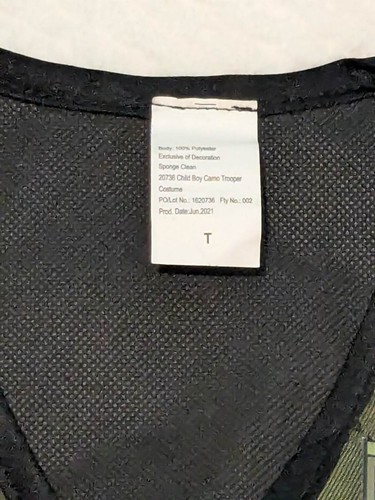 Body: 100% Polyester
Exclusive of Decoration
Sponge Clean
20736 Child Boy Camo Trooper
Costume
PO/Lot No.: 1620736 Fty No.: 002
Prod. Date:Jun.2021
T